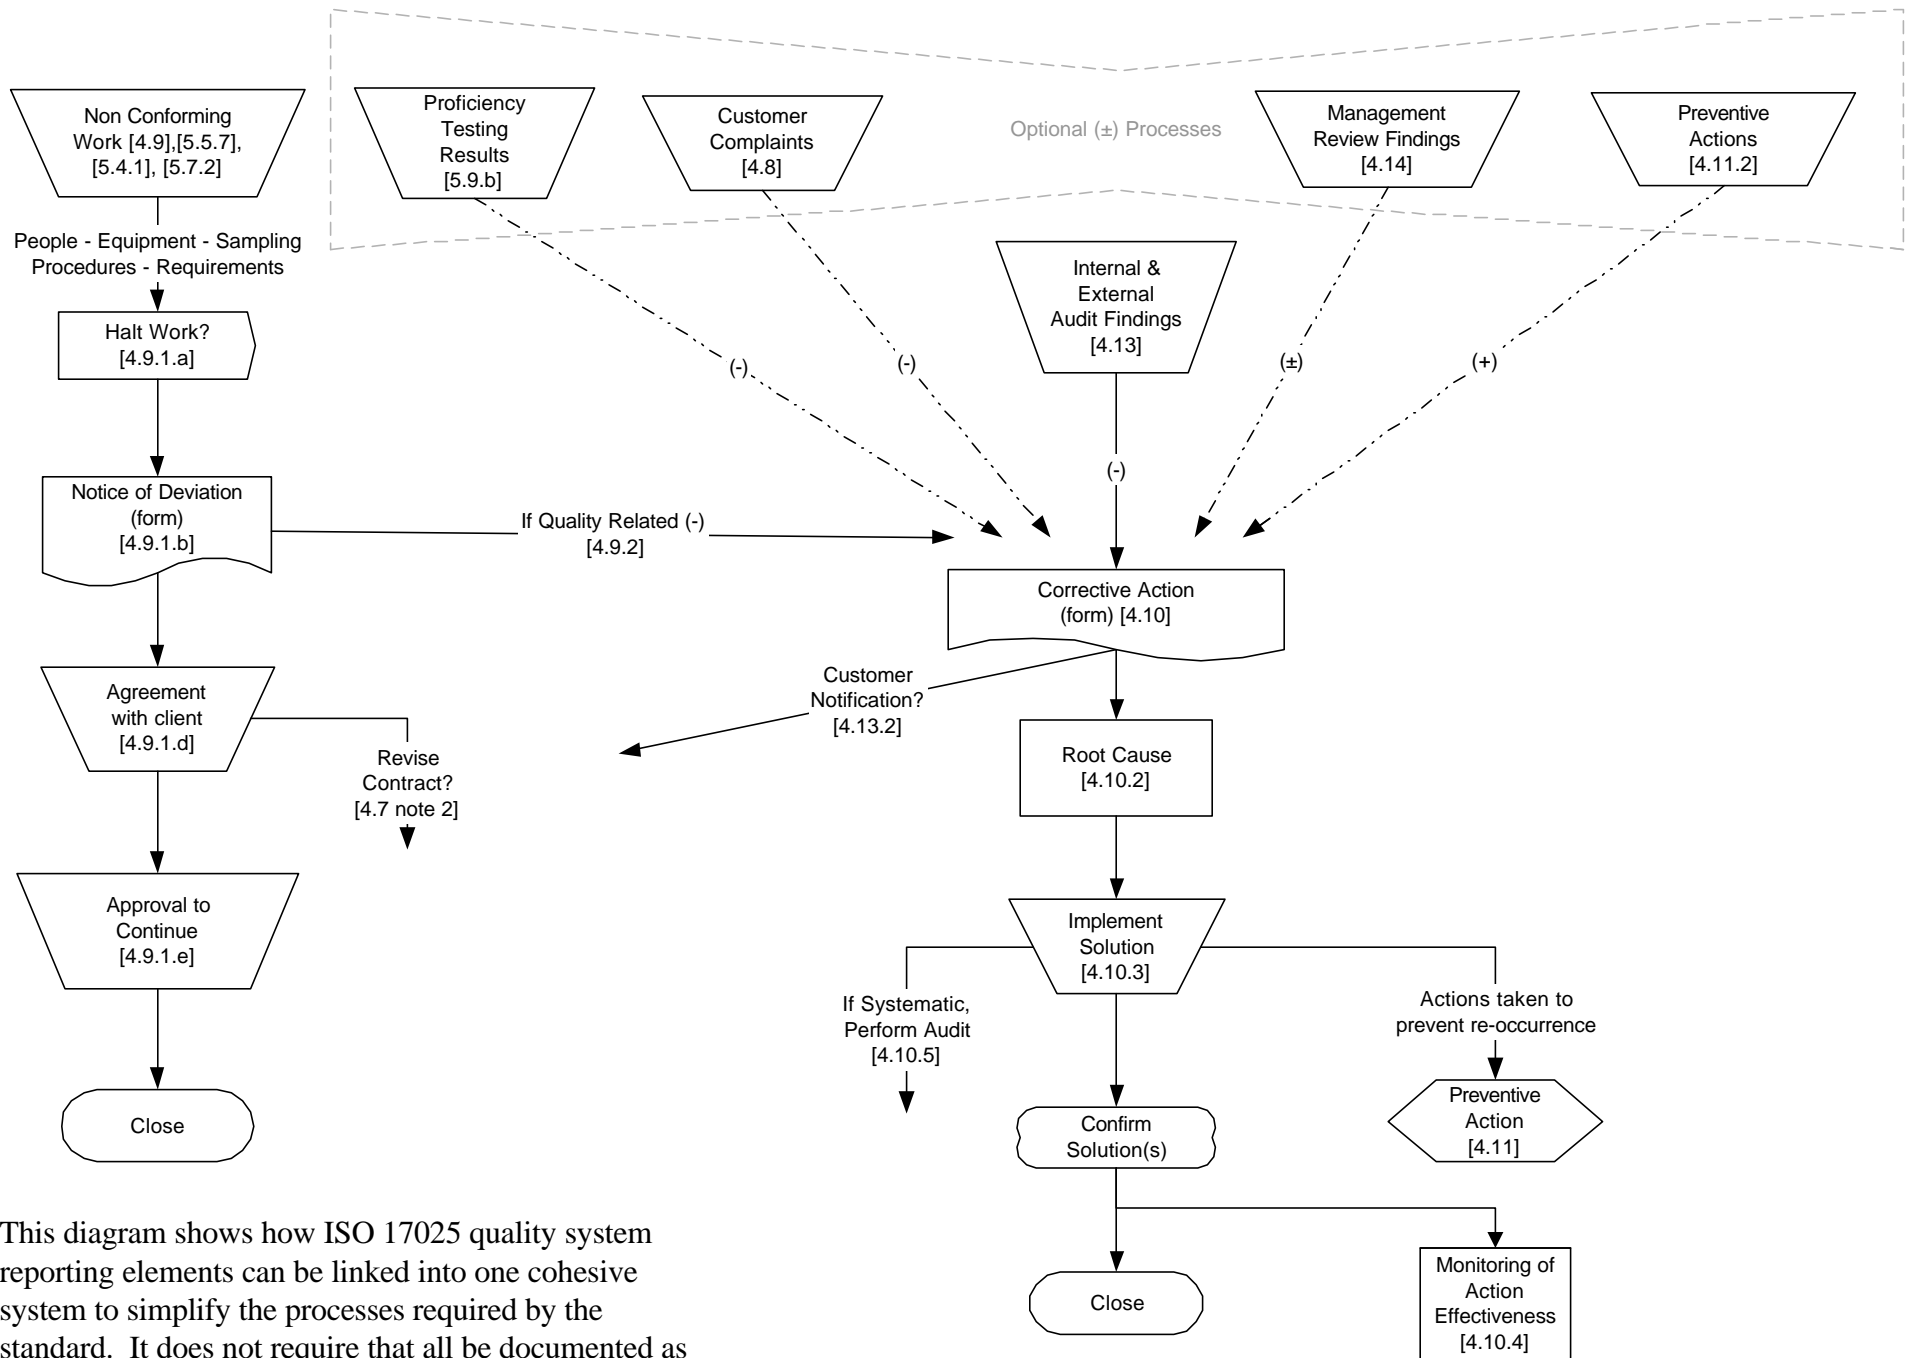 Non Conforming
Work [4.9],[5.5.7],
[5.4.1], [5.7.2]
Proficiency
Testing
Results
[5.9.b]
Customer
Complaints
[4.8]
Optional (±) Processes
Management
Review Findings
[4.14]
Preventive
Actions
[4.11.2]
People - Equipment - Sampling
Procedures - Requirements
Internal &
External
Audit Findings
[4.13]
Halt Work?
[4.9.1.a]
(-)
(-)
(±)
(+)
(-)
Notice of Deviation
(form)
[4.9.1.b]
If Quality Related (-)
[4.9.2]
Corrective Action
(form) [4.10]
Agreement
with client
[4.9.1.d]
Revise
Contract?
[4.7 note 2]
Customer
Notification?
[4.13.2]
Root Cause
[4.10.2]
Approval to
Continue
[4.9.1.e]
Implement
Solution
[4.10.3]
If Systematic,
Perform Audit
[4.10.5]
Actions taken to
prevent re-occurrence
Close
Confirm
Solution(s)
Preventive
Action
[4.11]
Close
Monitoring of
Action
Effectiveness
[4.10.4]
This diagram shows how ISO 17025 quality system
reporting elements can be linked into one cohesive
system to simplify the processes required by the
standard.  It does not require that all be documented as